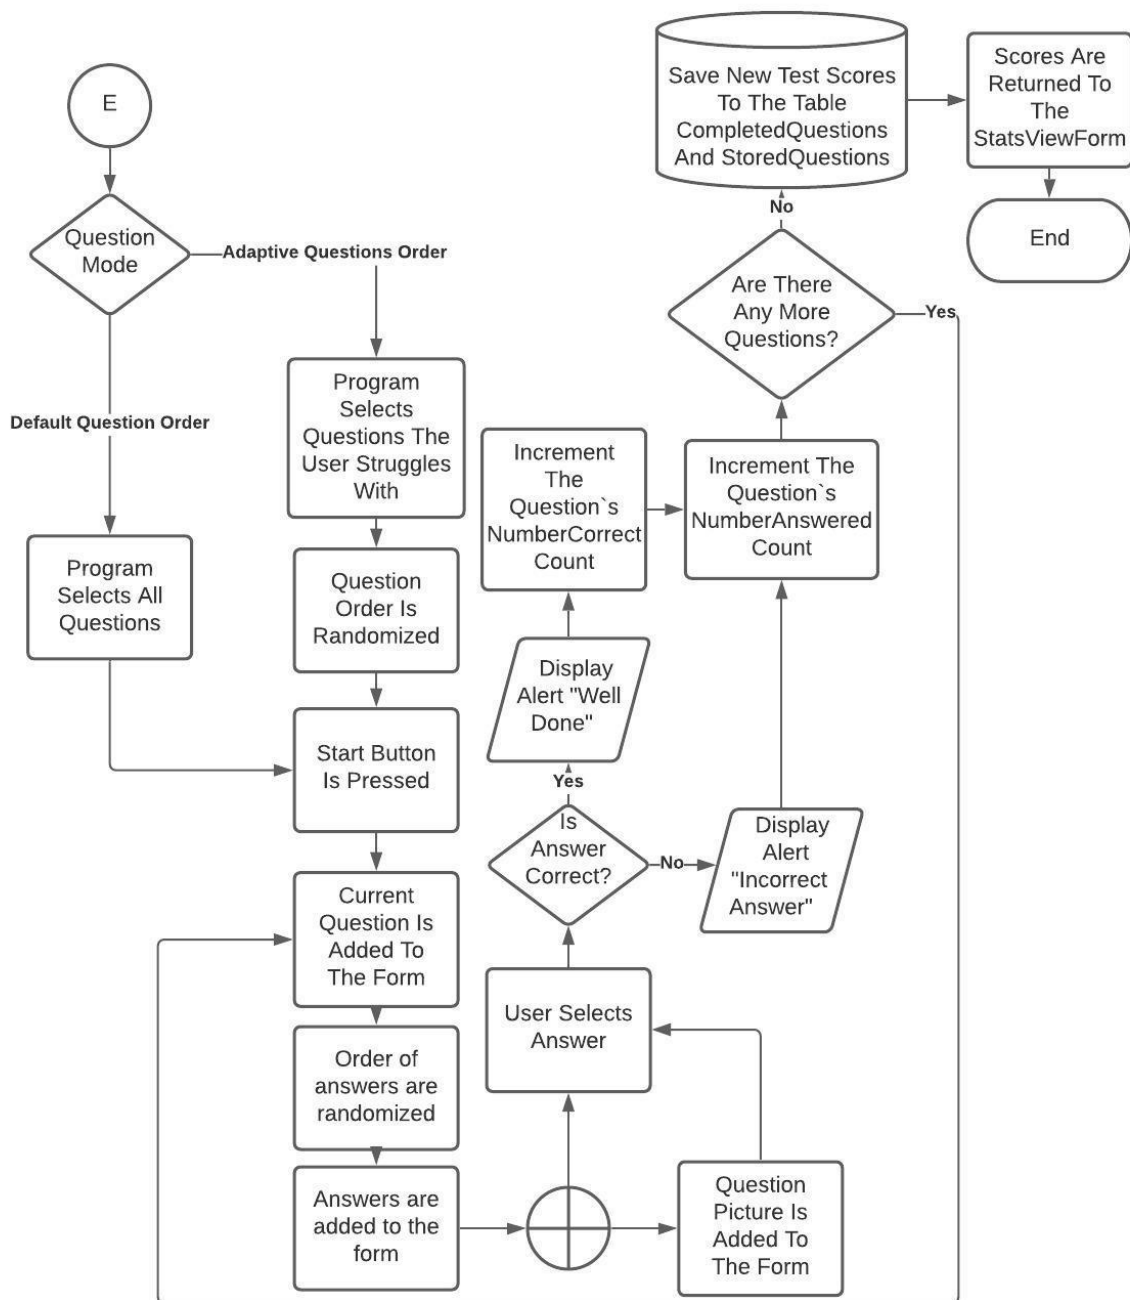 E
Question
Mode
Adaptive Questions Order
Default Question Order
Program
Selects All
Questions
Program
Selects
Questions The
User Struggles
With
Question
Order Is
Randomized
Start Button
Is Pressed
Current
Question Is
Added To
The Form
Order of
answers are
randomized
Answers are
added to the
form
Question
Picture Is
Added To
The Form
User Selects
Answer
Is
Answer
Correct?
Yes
No
Display
Alert "Well
Done"
Display
Alert
"Incorrect
Answer"
Increment
The
Question`s
NumberCorrect
Count
Increment The
Question`s
NumberAnswered
Count
Are There
Any More
Questions?
Yes
No
Save New Test Scores
To The Table
CompletedQuestions
And StoredQuestions
Scores Are
Returned To
The
StatsViewForm
End